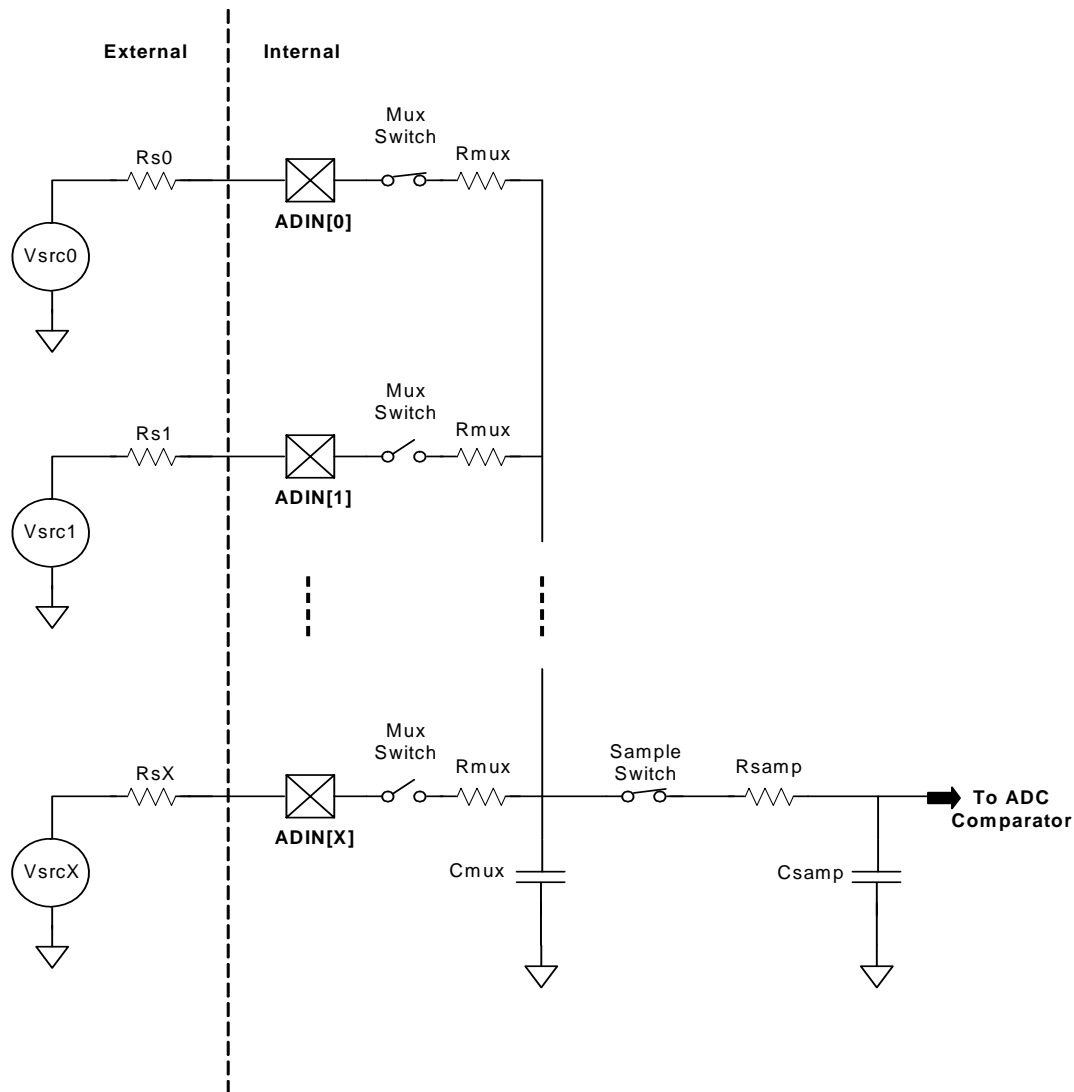 External
Internal
Mux
Switch
Rs0
Rmux
ADIN[0]
Vsrc0
Mux
Switch
Rs1
Rmux
ADIN[1]
Vsrc1
Mux
Switch
RsX
Rmux
Sample
Switch
Rsamp
ADIN[X]
To ADC
Comparator
VsrcX
Cmux
Csamp